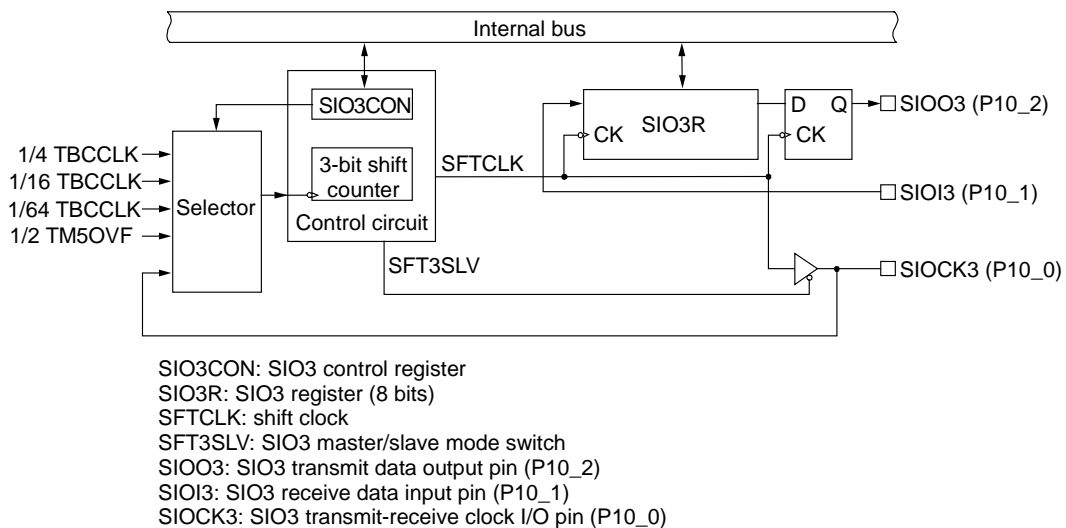 Internal bus
SIO3CON
SIO3R
CK
D Q
CK
SIOO3 (P10_2)
1/4 TBCCLK
1/16 TBCCLK
1/64 TBCCLK
1/2 TM5OVF
Selector
3-bit shift
counter
Control circuit
SFTCLK
SIOI3 (P10_1)
SFT3SLV
SIOCK3 (P10_0)
SIO3CON: SIO3 control register
SIO3R: SIO3 register (8 bits)
SFTCLK: shift clock
SFT3SLV: SIO3 master/slave mode switch
SIOO3: SIO3 transmit data output pin (P10_2)
SIOI3: SIO3 receive data input pin (P10_1)
SIOCK3: SIO3 transmit-receive clock I/O pin (P10_0)